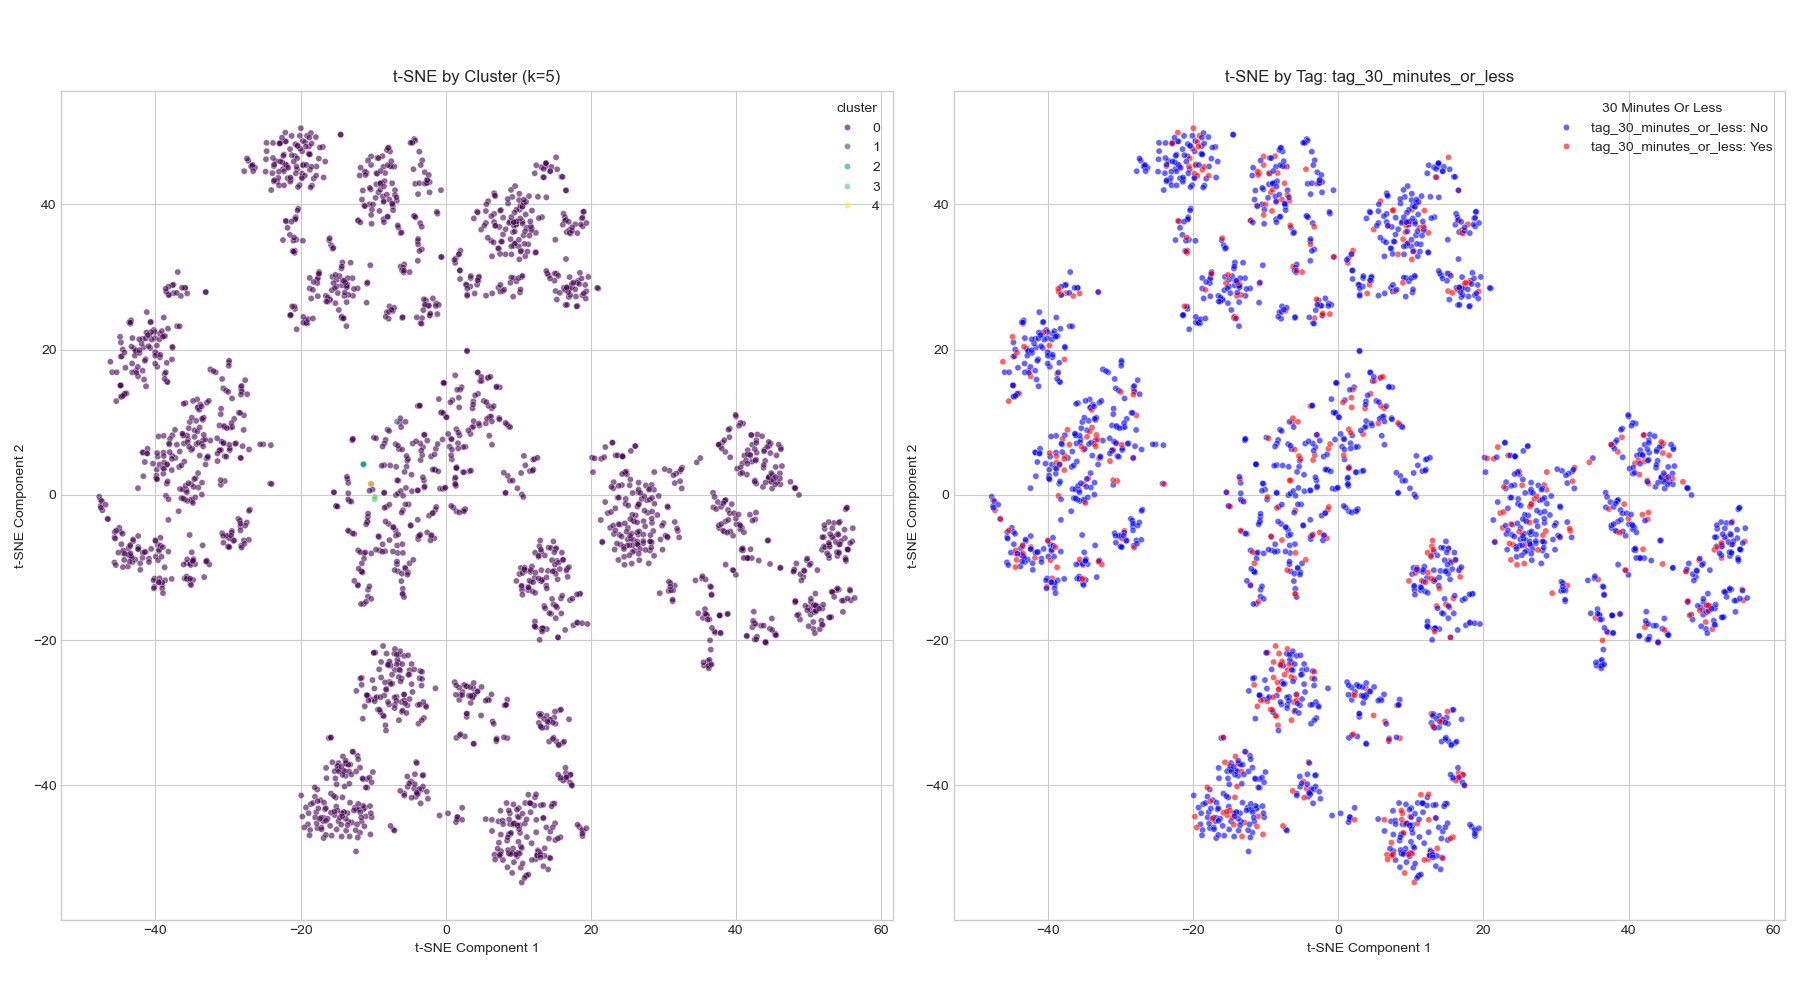 t-SNE by Cluster (k=5)
cluster
0
1
2
3
4
40
20
0
−20
−40
t-SNE Component 2
−40
−20
0
20
40
60
t-SNE Component 1
t-SNE by Tag: tag_30_minutes_or_less
30 Minutes Or Less
tag_30_minutes_or_less: No
tag_30_minutes_or_less: Yes
40
20
0
−20
−40
t-SNE Component 2
−40
−20
0
20
40
60
t-SNE Component 1